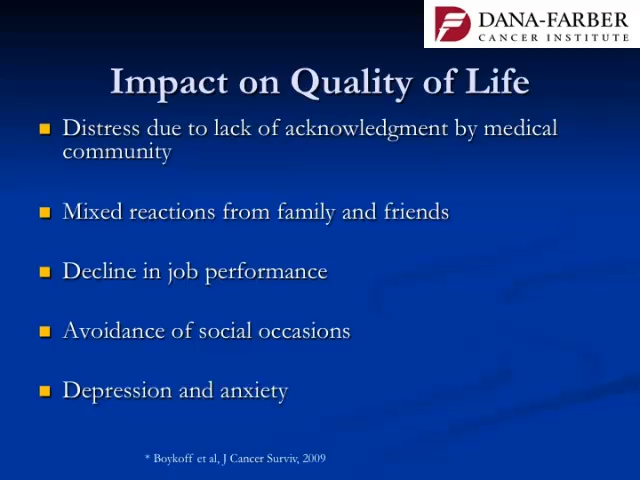 DANA-FARBER
CANCER INSTITUTE
Impact on Quality of Life
Distress due to lack of acknowledgment by medical
community
Mixed reactions from family and friends
Decline in job performance
Avoidance of social occasions
Depression and anxiety
* Boykoff et al, J Cancer Surviv, 2009